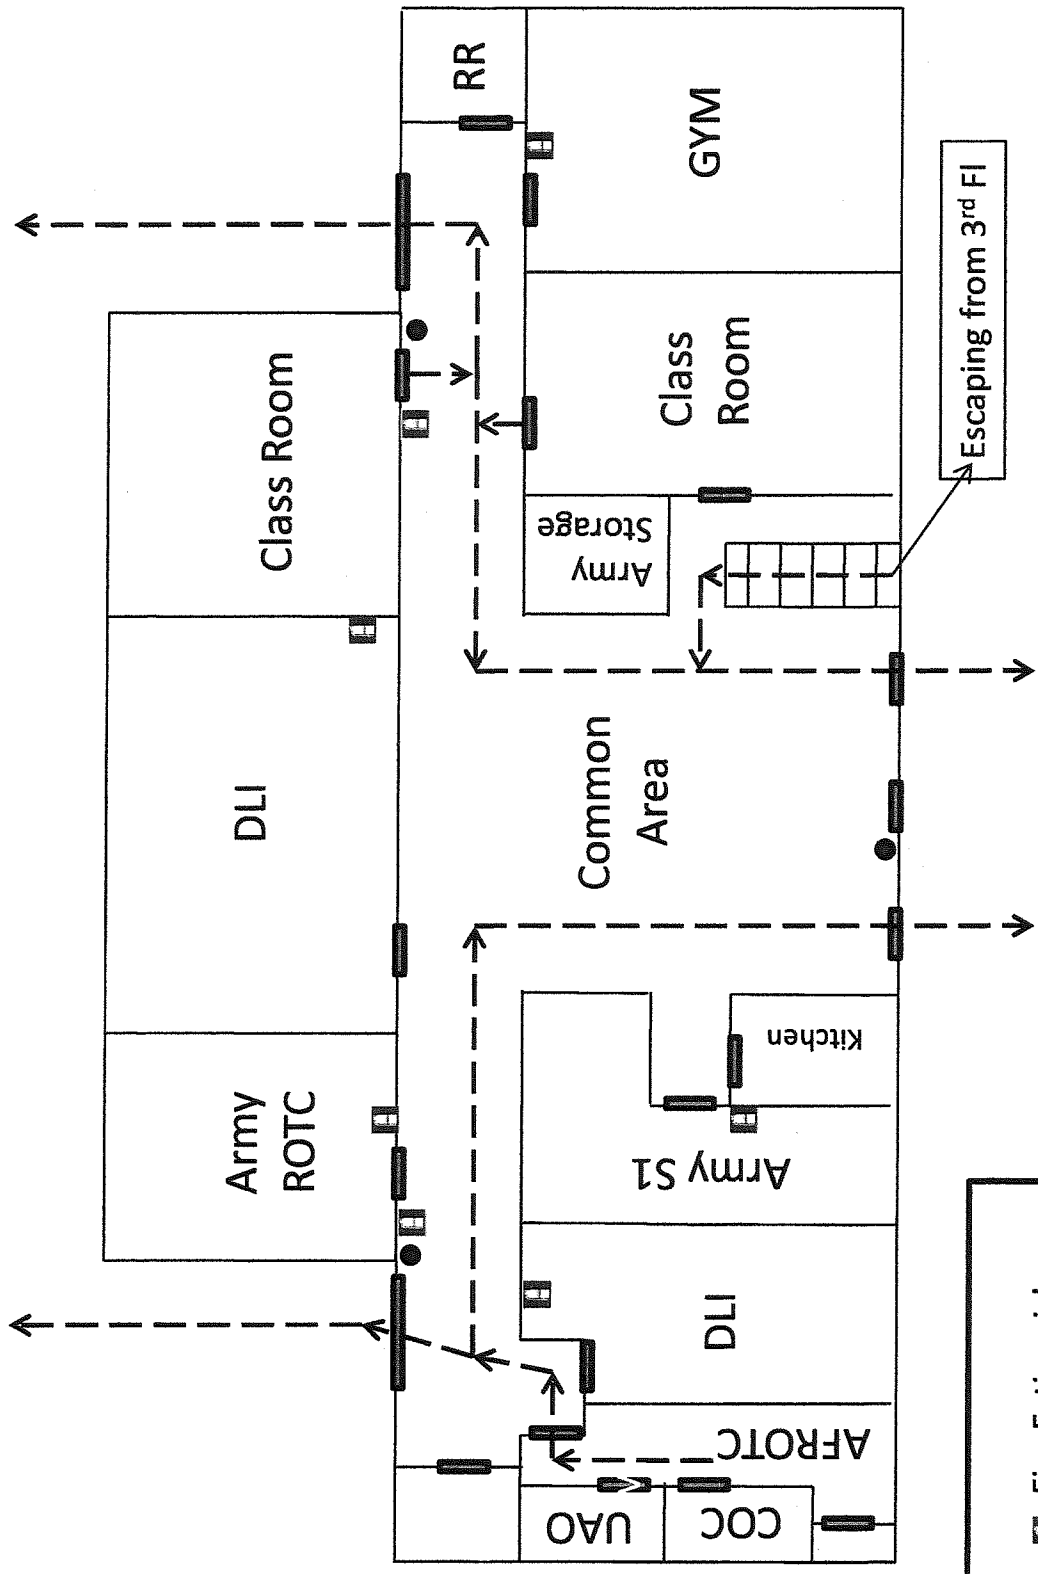 Army
ROTC
DLI
Class Room
RR
GYM
Class
Room
Army
Storage
Common
Area
Kitchen
Army S1
DLI
AFROTC
UAO
COC
Escaping from 3rd Fl